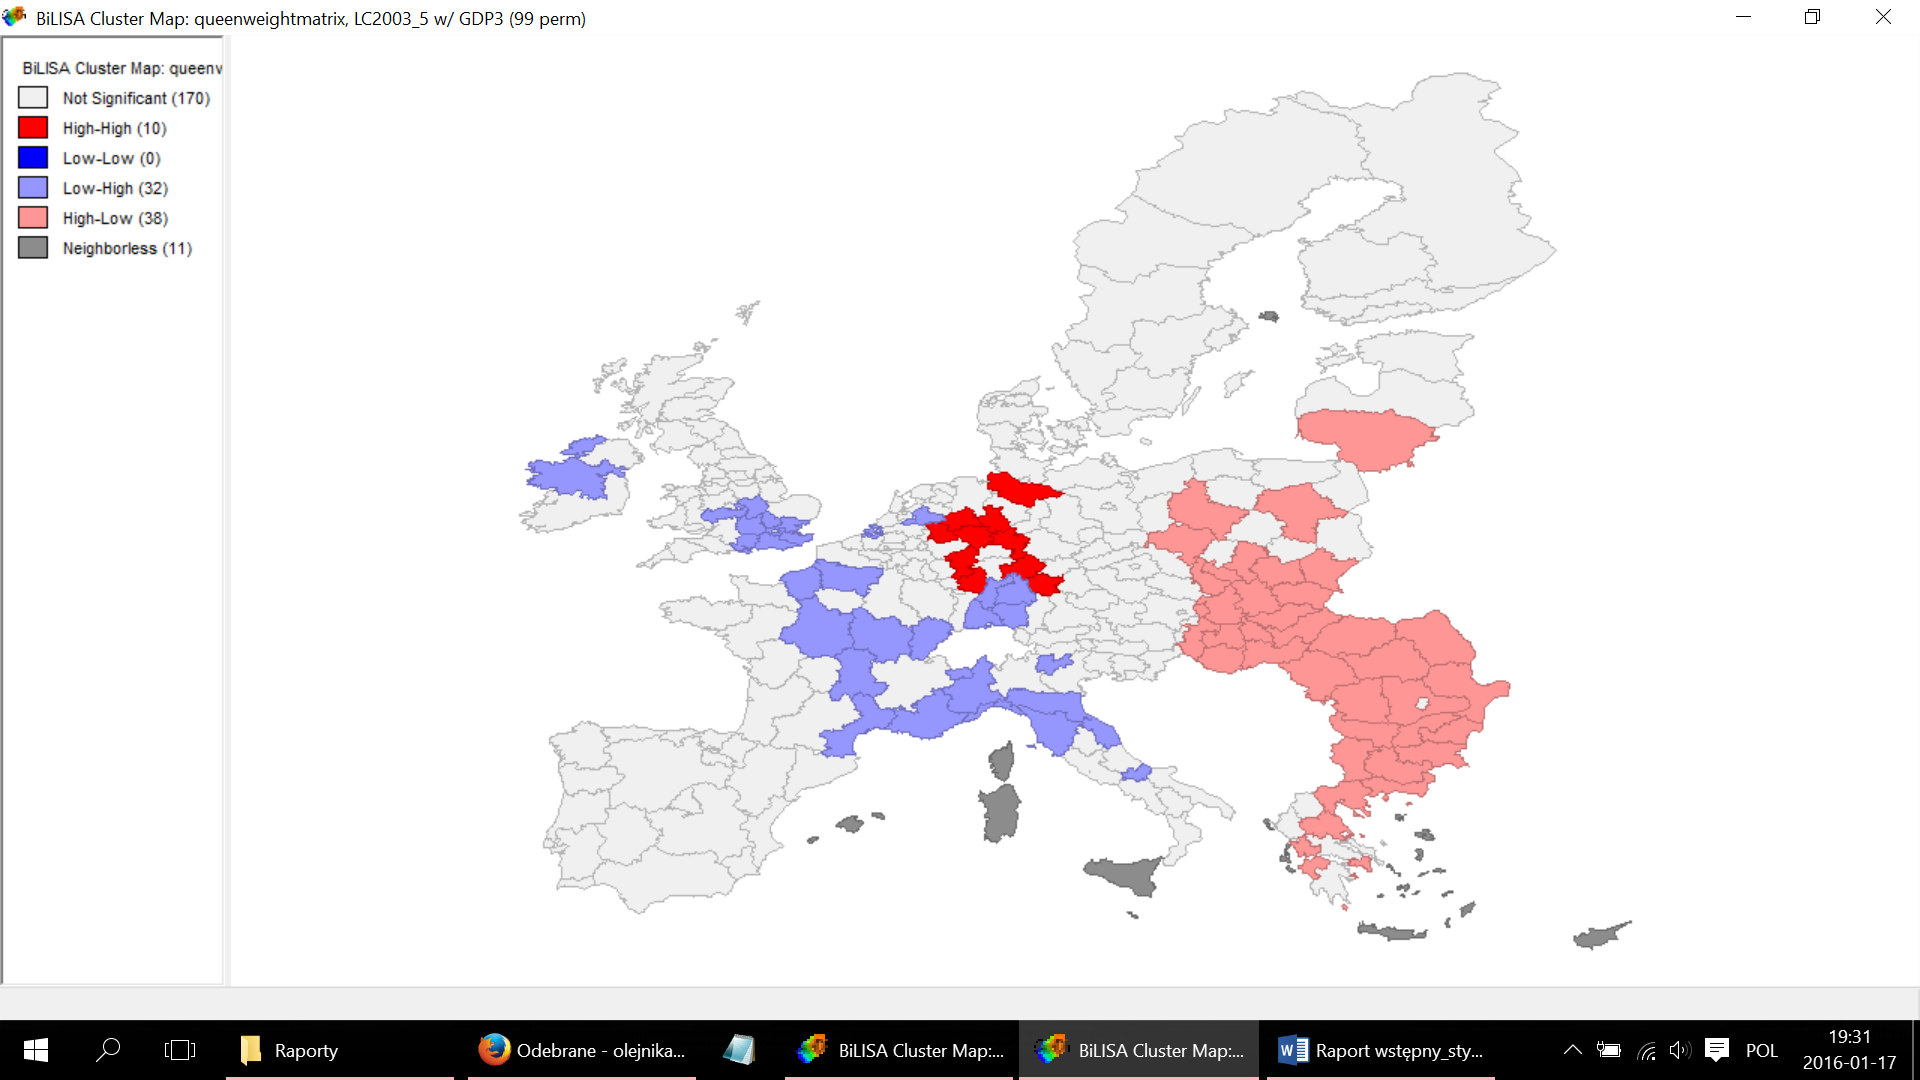 BiLISA Cluster Map: queenweightmatrix, LC2003_5 w/ GDP3 (99 perm)
BiLISA Cluster Map: queenw
Not Significant (170)
High-High (10)
Low-Low (0)
Low-High (32)
High-Low (38)
Neighborless (11)
Raporty
Odebrane - olejnika...
BiLISA Cluster Map:...
BiLISA Cluster Map:...
Raport wstępny_sty...
POL
19:31
2016-01-17